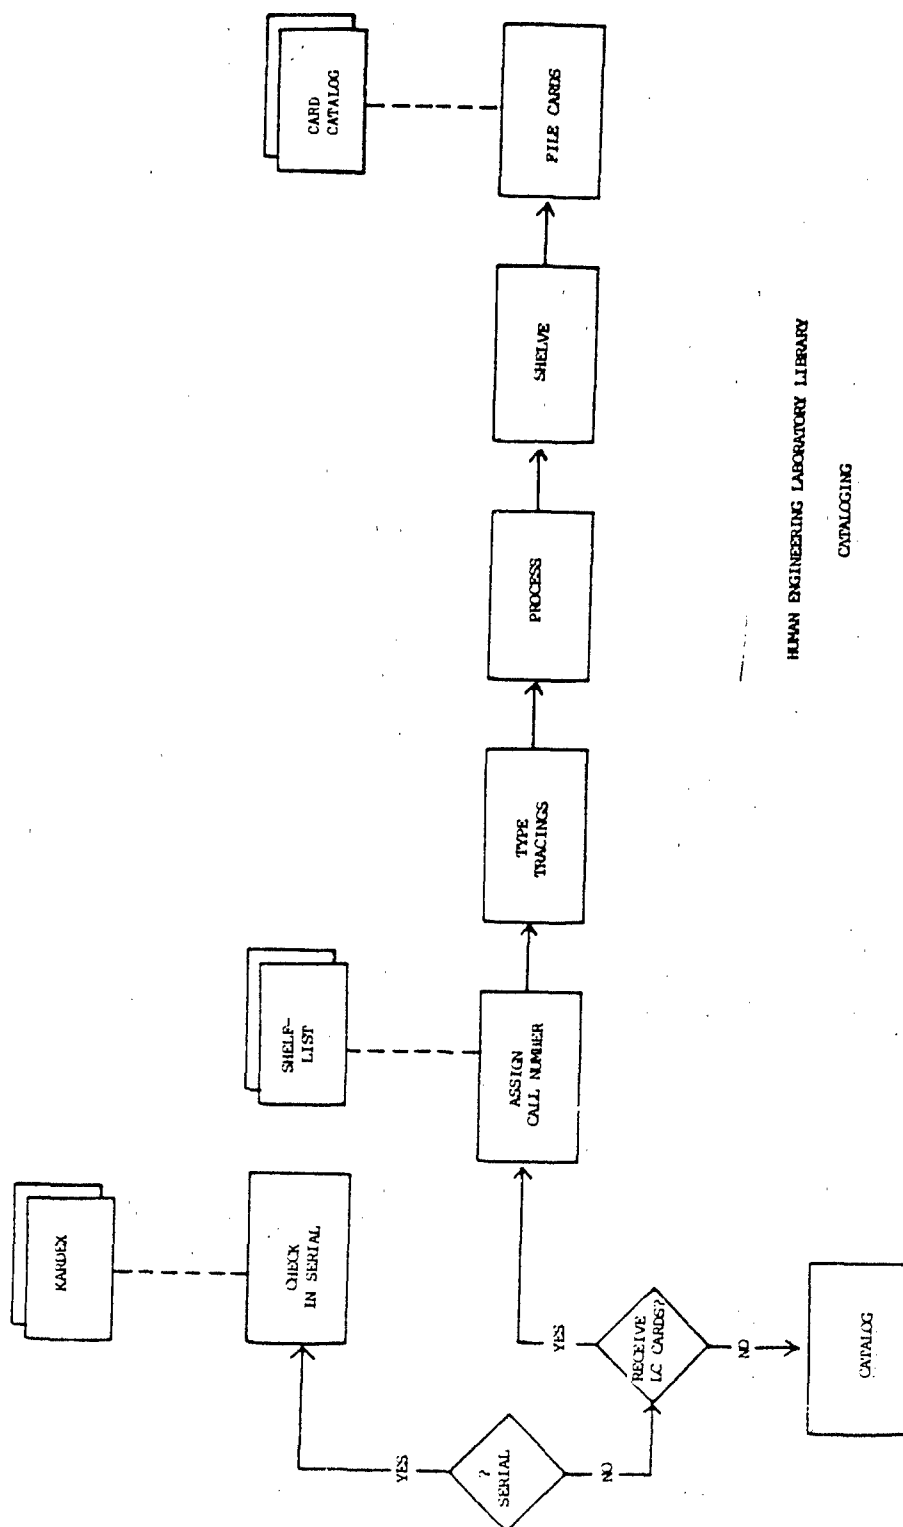 KARDEX
CHECK
IN SERIAL
YES
?
SERIAL
NO
RECEIVE
LC CARDS?
YES
NO
CATALOG
SHELF-
LIST
ASSIGN
CALL NUMBER
TYPE
TRACINGS
PROCESS
SHELVE
CARD
CATALOG
FILE CARDS
HUMAN ENGINEERING LABORATORY LIBRARY
CATALOGING